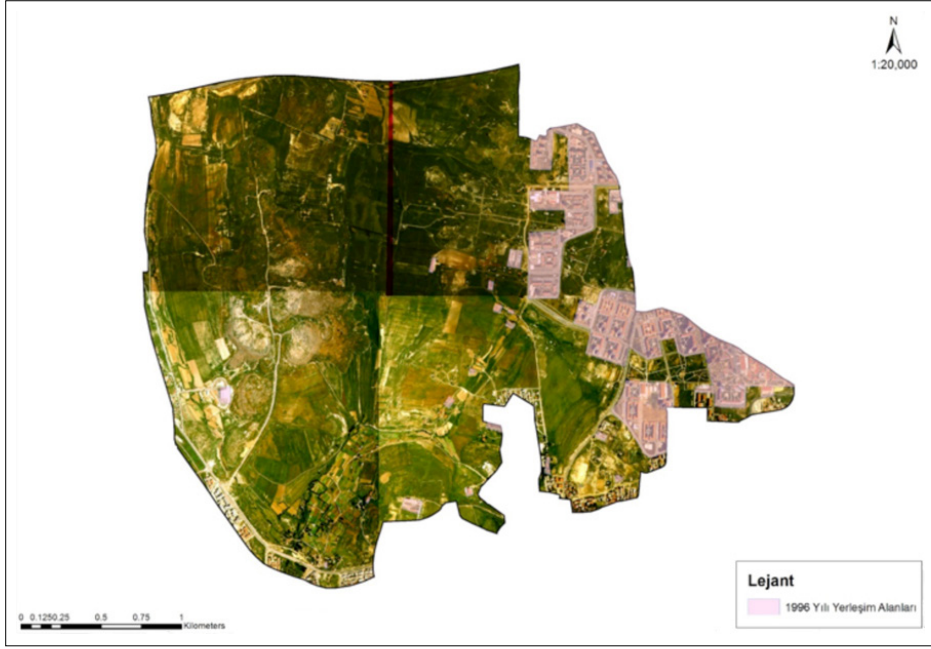 N
1:20,000
Lejant
1996 Yılı Yerleşim Alanları
0 0.1250.25 0.5 0.75 1
Kilometers